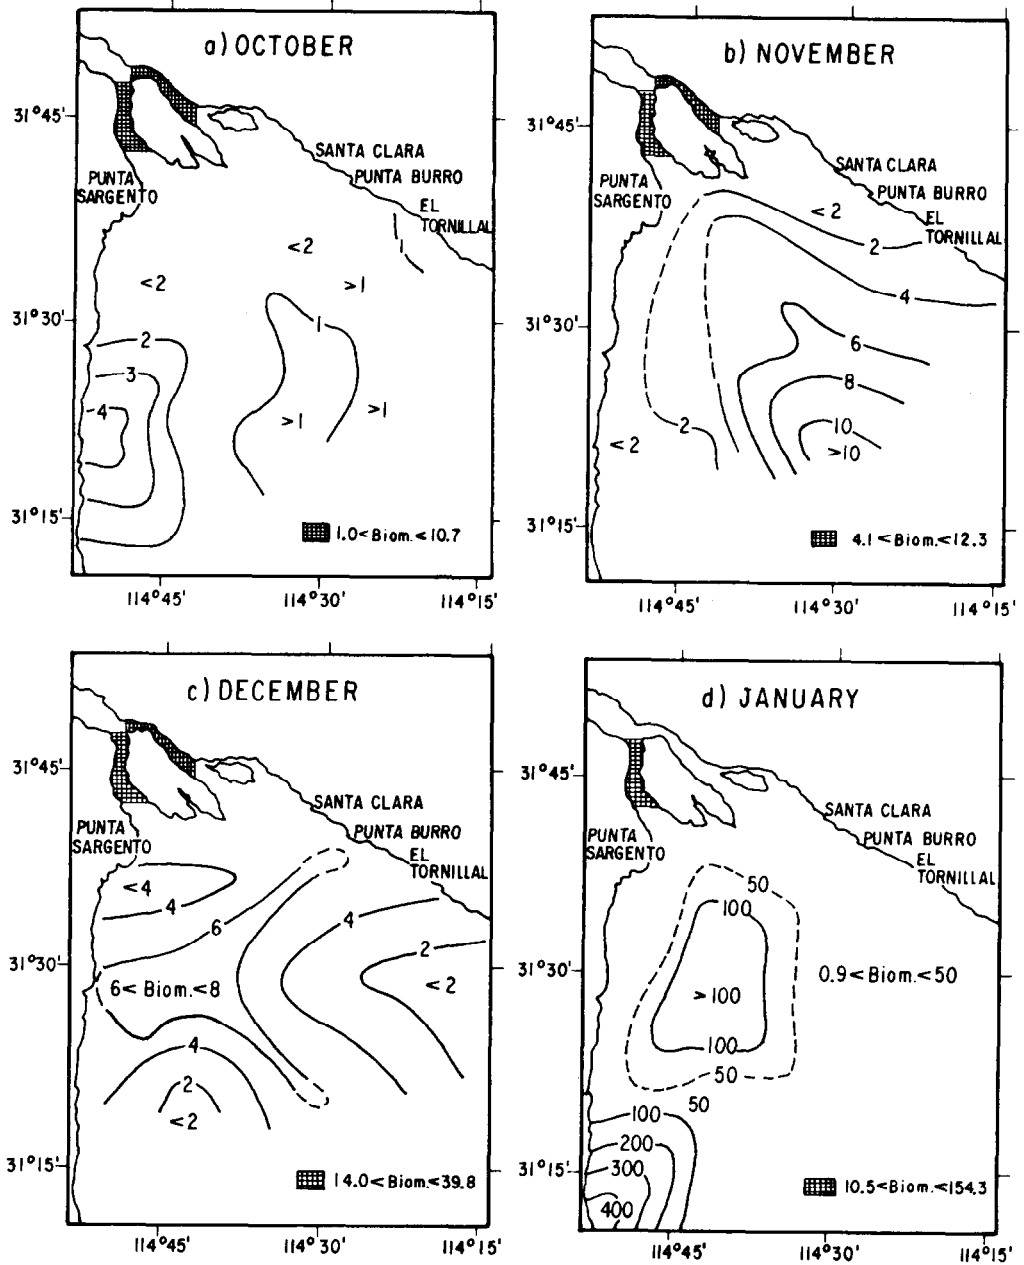 a) OCTOBER
31°45'
SANTA CLARA
PUNTA BURRO
PUNTA
SARGENTO
EL
TORNILLAL
<2
1
<2
>1
31°30'
1
2
3
4
>1
>1
31°15'
1.0<Biom.<10.7
114°45'
114°30'
114°15'
b) NOVEMBER
31°45'
SANTA CLARA
PUNTA BURRO
PUNTA
SARGENTO
<2
EL
TORNILLAL
2
4
31°30'
6
8
2
10
<2
>10
31°15'
4.1<Biom.<12.3
114°45'
114°30'
114°15'
c) DECEMBER
31°45'
SANTA CLARA
PUNTA
SARGENTO
PUNTA BURRO
EL
TORNILLAL
<4
4
6
4
2
31°30'
6<Biom.<8
<2
4
2
<2
31°15'
14.0<Biom.<39.8
114°45'
114°30'
114°15'
d) JANUARY
31°45'
SANTA CLARA
PUNTA
SARGENTO
PUNTA BURRO
EL
TORNILLAL
50
100
31°30'
0.9<Biom.<50
>100
100
50
50
100
200
300
31°15'
400
10.5<Biom.<154.3
114°45'
114°30'
114°15'